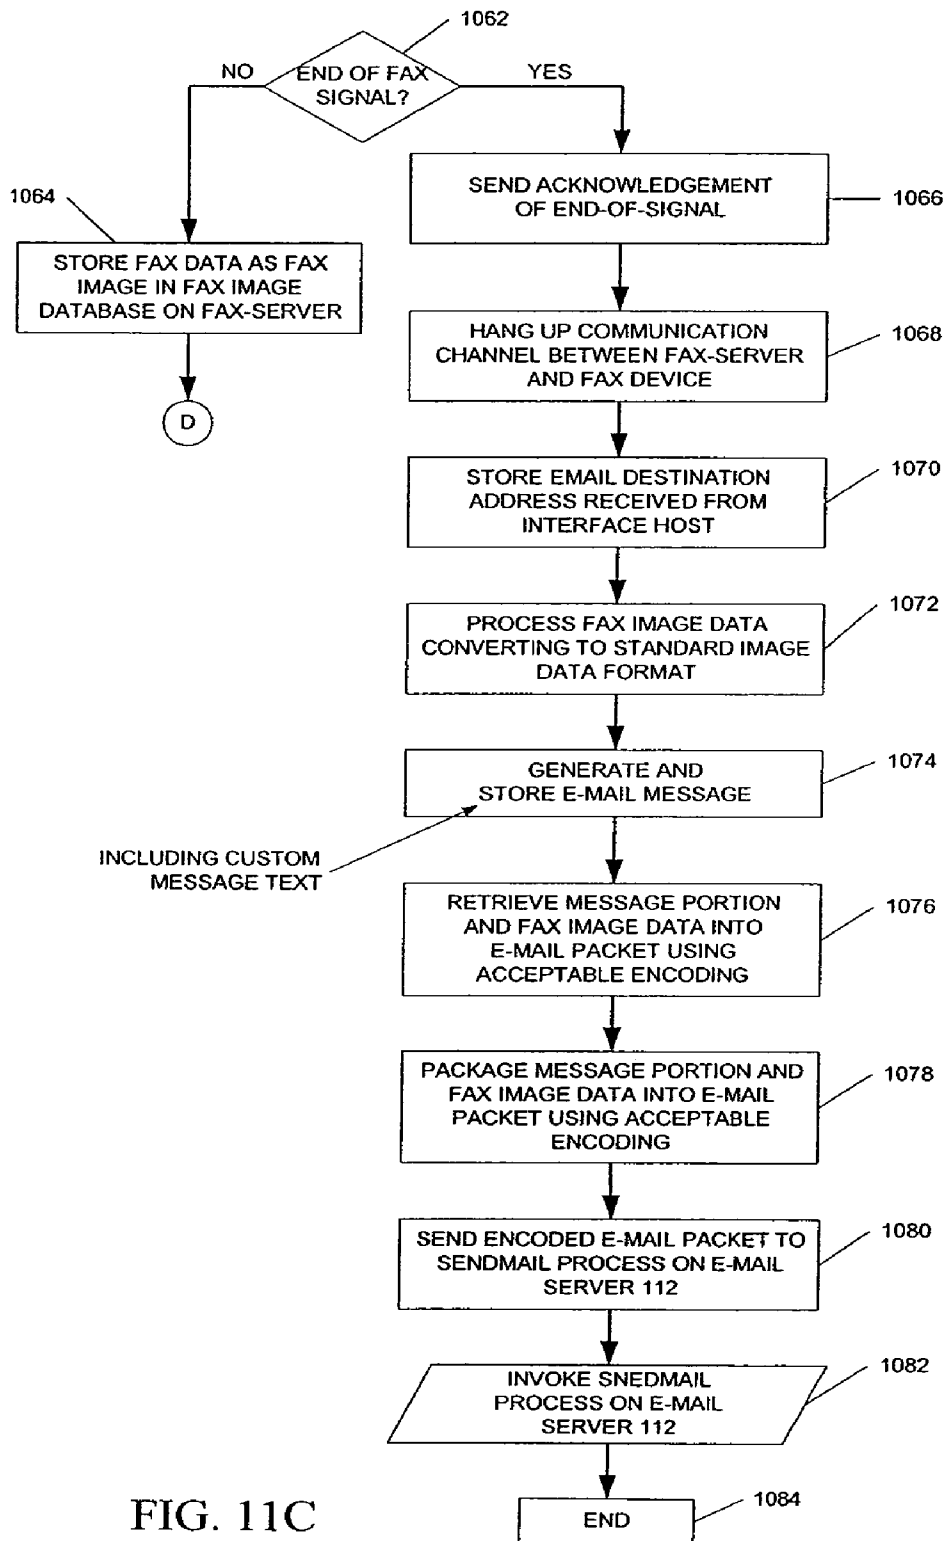 1062
NO
END OF FAX
SIGNAL?
YES
1064
STORE FAX DATA AS FAX
IMAGE IN FAX IMAGE
DATABASE ON FAX-SERVER
D
SEND ACKNOWLEDGEMENT
OF END-OF-SIGNAL
1066
HANG UP COMMUNICATION
CHANNEL BETWEEN FAX-SERVER
AND FAX DEVICE
1068
STORE EMAIL DESTINATION
ADDRESS RECEIVED FROM
INTERFACE HOST
1070
PROCESS FAX IMAGE DATA
CONVERTING TO STANDARD IMAGE
DATA FORMAT
1072
GENERATE AND
STORE E-MAIL MESSAGE
1074
INCLUDING CUSTOM
MESSAGE TEXT
RETRIEVE MESSAGE PORTION
AND FAX IMAGE DATA INTO
E-MAIL PACKET USING
ACCEPTABLE ENCODING
1076
PACKAGE MESSAGE PORTION AND
FAX IMAGE DATA INTO E-MAIL
PACKET USING ACCEPTABLE
ENCODING
1078
SEND ENCODED E-MAIL PACKET TO
SENDMAIL PROCESS ON E-MAIL
SERVER 112
1080
INVOKE SNEDMAIL
PROCESS ON E-MAIL
SERVER 112
1082
END
1084
FIG. 11C